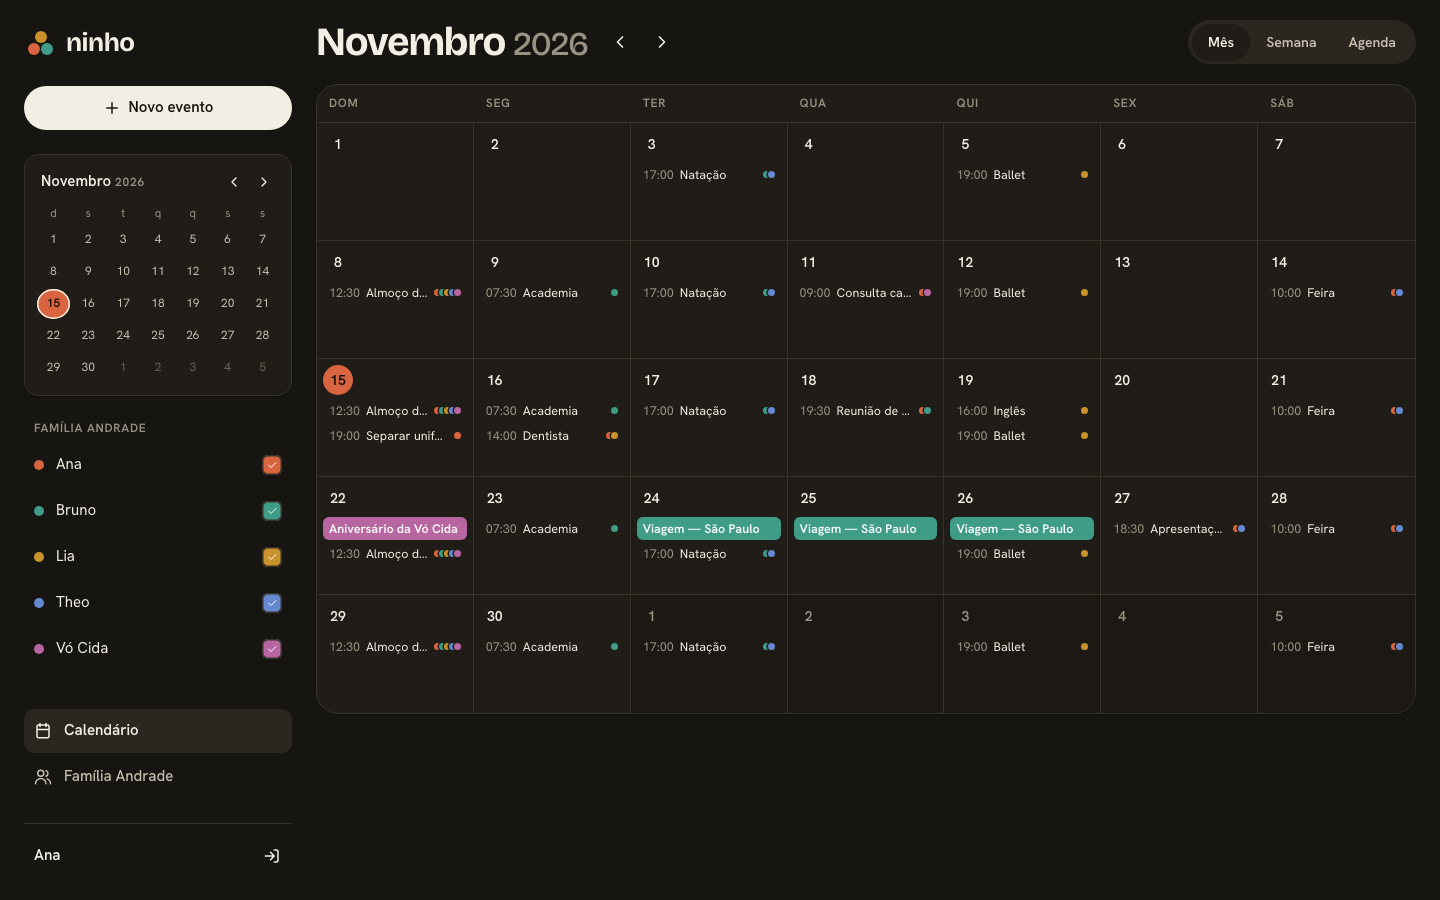 ninho
Novo evento
Novembro 2026
d s t q q s s
1 2 3 4 5 6 7
8 9 10 11 12 13 14
15 16 17 18 19 20 21
22 23 24 25 26 27 28
29 30 1 2 3 4 5
FAMÍLIA ANDRADE
Ana
Bruno
Lia
Theo
Vó Cida
Calendário
Família Andrade
Ana
Novembro 2026
Mês Semana Agenda
DOM SEG TER QUA QUI SEX SÁB
1 2 3 4 5 6 7
17:00 Natação 19:00 Ballet
8 9 10 11 12 13 14
12:30 Almoço d... 07:30 Academia 17:00 Natação 09:00 Consulta ca... 19:00 Ballet 10:00 Feira
15 16 17 18 19 20 21
12:30 Almoço d... 07:30 Academia 17:00 Natação 19:30 Reunião de ... 16:00 Inglês 10:00 Feira
19:00 Separar unif... 14:00 Dentista 19:00 Ballet
22 23 24 25 26 27 28
Aniversário da Vó Cida 07:30 Academia Viagem — São Paulo Viagem — São Paulo Viagem — São Paulo 18:30 Apresentaç... 10:00 Feira
12:30 Almoço d... 17:00 Natação 19:00 Ballet
29 30 1 2 3 4 5
12:30 Almoço d... 07:30 Academia 17:00 Natação 19:00 Ballet 10:00 Feira